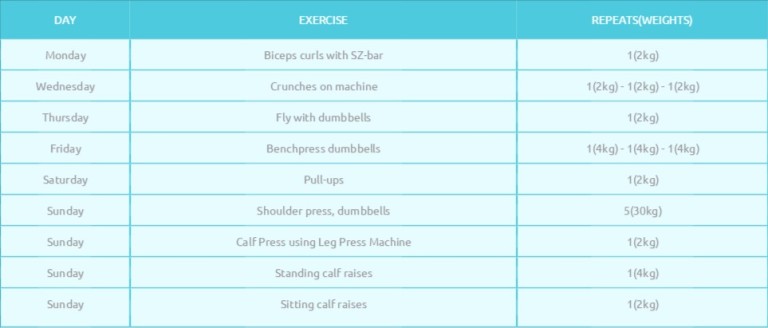 DAY EXERCISE REPEATS(WEIGHTS)
Monday Biceps curls with SZ-bar 1(2kg)
Wednesday Crunches on machine 1(2kg) - 1(2kg) - 1(2kg)
Thursday Fly with dumbbells 1(2kg)
Friday Benchpress dumbbells 1(4kg) - 1(4kg) - 1(4kg)
Saturday Pull-ups 1(2kg)
Sunday Shoulder press, dumbbells 5(30kg)
Sunday Calf Press using Leg Press Machine 1(2kg)
Sunday Standing calf raises 1(4kg)
Sunday Sitting calf raises 1(2kg)